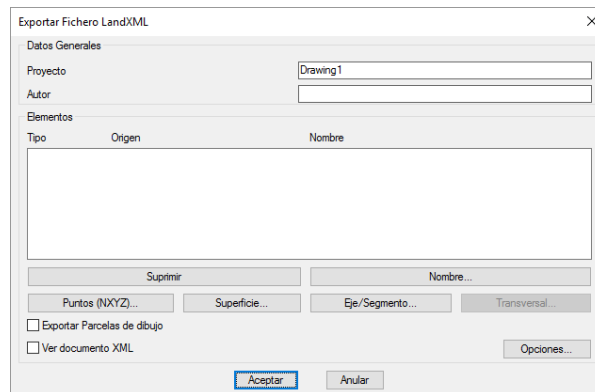 Exportar Fichero LandXML
Datos Generales
Proyecto Drawing1
Autor
Elementos
Tipo Origen Nombre
Suprimir Nombre...
Puntos (NXYZ)... Superficie... Eje/Segmento... Transversal...
Exportar Parcelas de dibujo
Ver documento XML Opciones...
Aceptar Anular